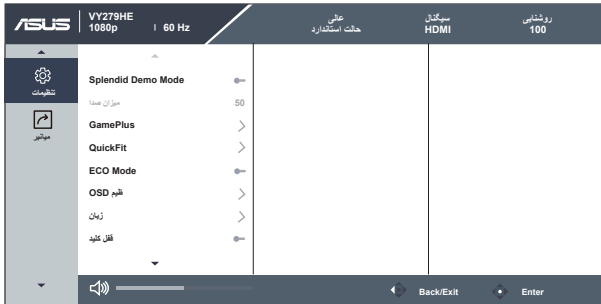 ASUS
VY279HE
1080p
60 Hz
عالی
حالت استاندارد
سیگنال
HDMI
روشنایی
100
تنظیمات
میانبر
Splendid Demo Mode
میزان صدا
50
GamePlus
QuickFit
ECO Mode
OSD ظیم
زبان
قفل کلید
Back/Exit
Enter